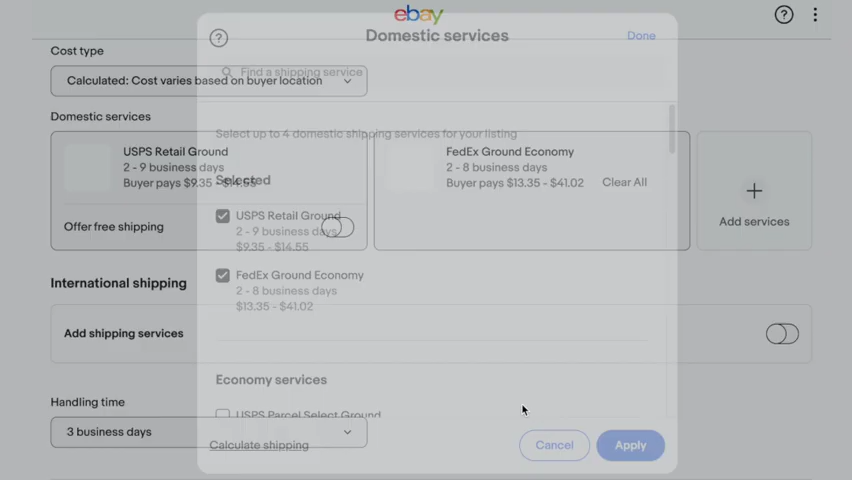 ebay
Domestic services
Done
Find a shipping service
Select up to 4 domestic shipping services for your listing
Selected
USPS Retail Ground
2 - 9 business days
$9.35 - $14.55
FedEx Ground Economy
2 - 8 business days
$13.35 - $41.02
Clear All
Economy services
USPS Parcel Select Ground
Calculate shipping
Cancel
Apply
Cost type
Calculated: Cost varies based on buyer location
Domestic services
USPS Retail Ground
2 - 9 business days
Buyer pays $9.35 - $14.55
Offer free shipping
FedEx Ground Economy
2 - 8 business days
Buyer pays $13.35 - $41.02
Add services
International shipping
Add shipping services
Handling time
3 business days